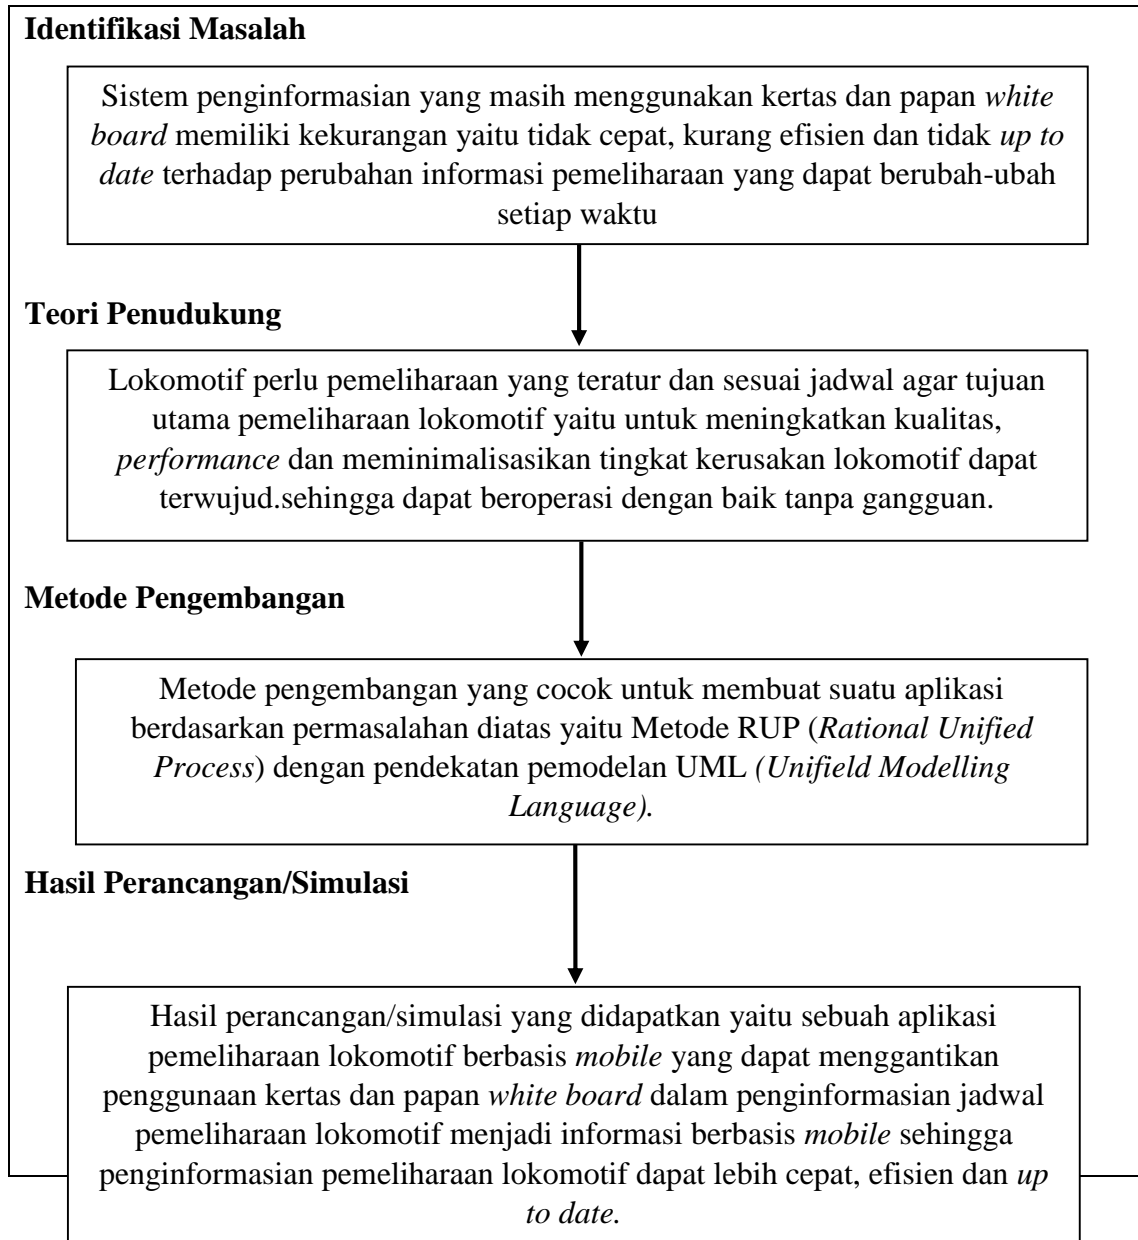 Identifikasi Masalah
Sistem penginformasian yang masih menggunakan kertas dan papan white
board memiliki kekurangan yaitu tidak cepat, kurang efisien dan tidak up to
date terhadap perubahan informasi pemeliharaan yang dapat berubah-ubah
setiap waktu
Teori Penudukung
Lokomotif perlu pemeliharaan yang teratur dan sesuai jadwal agar tujuan
utama pemeliharaan lokomotif yaitu untuk meningkatkan kualitas,
performance dan meminimalisasikan tingkat kerusakan lokomotif dapat
terwujud.sehingga dapat beroperasi dengan baik tanpa gangguan.
Metode Pengembangan
Metode pengembangan yang cocok untuk membuat suatu aplikasi
berdasarkan permasalahan diatas yaitu Metode RUP (Rational Unified
Process) dengan pendekatan pemodelan UML (Unifield Modelling
Language).
Hasil Perancangan/Simulasi
Hasil perancangan/simulasi yang didapatkan yaitu sebuah aplikasi
pemeliharaan lokomotif berbasis mobile yang dapat menggantikan
penggunaan kertas dan papan white board dalam penginformasian jadwal
pemeliharaan lokomotif menjadi informasi berbasis mobile sehingga
penginformasian pemeliharaan lokomotif dapat lebih cepat, efisien dan up
to date.